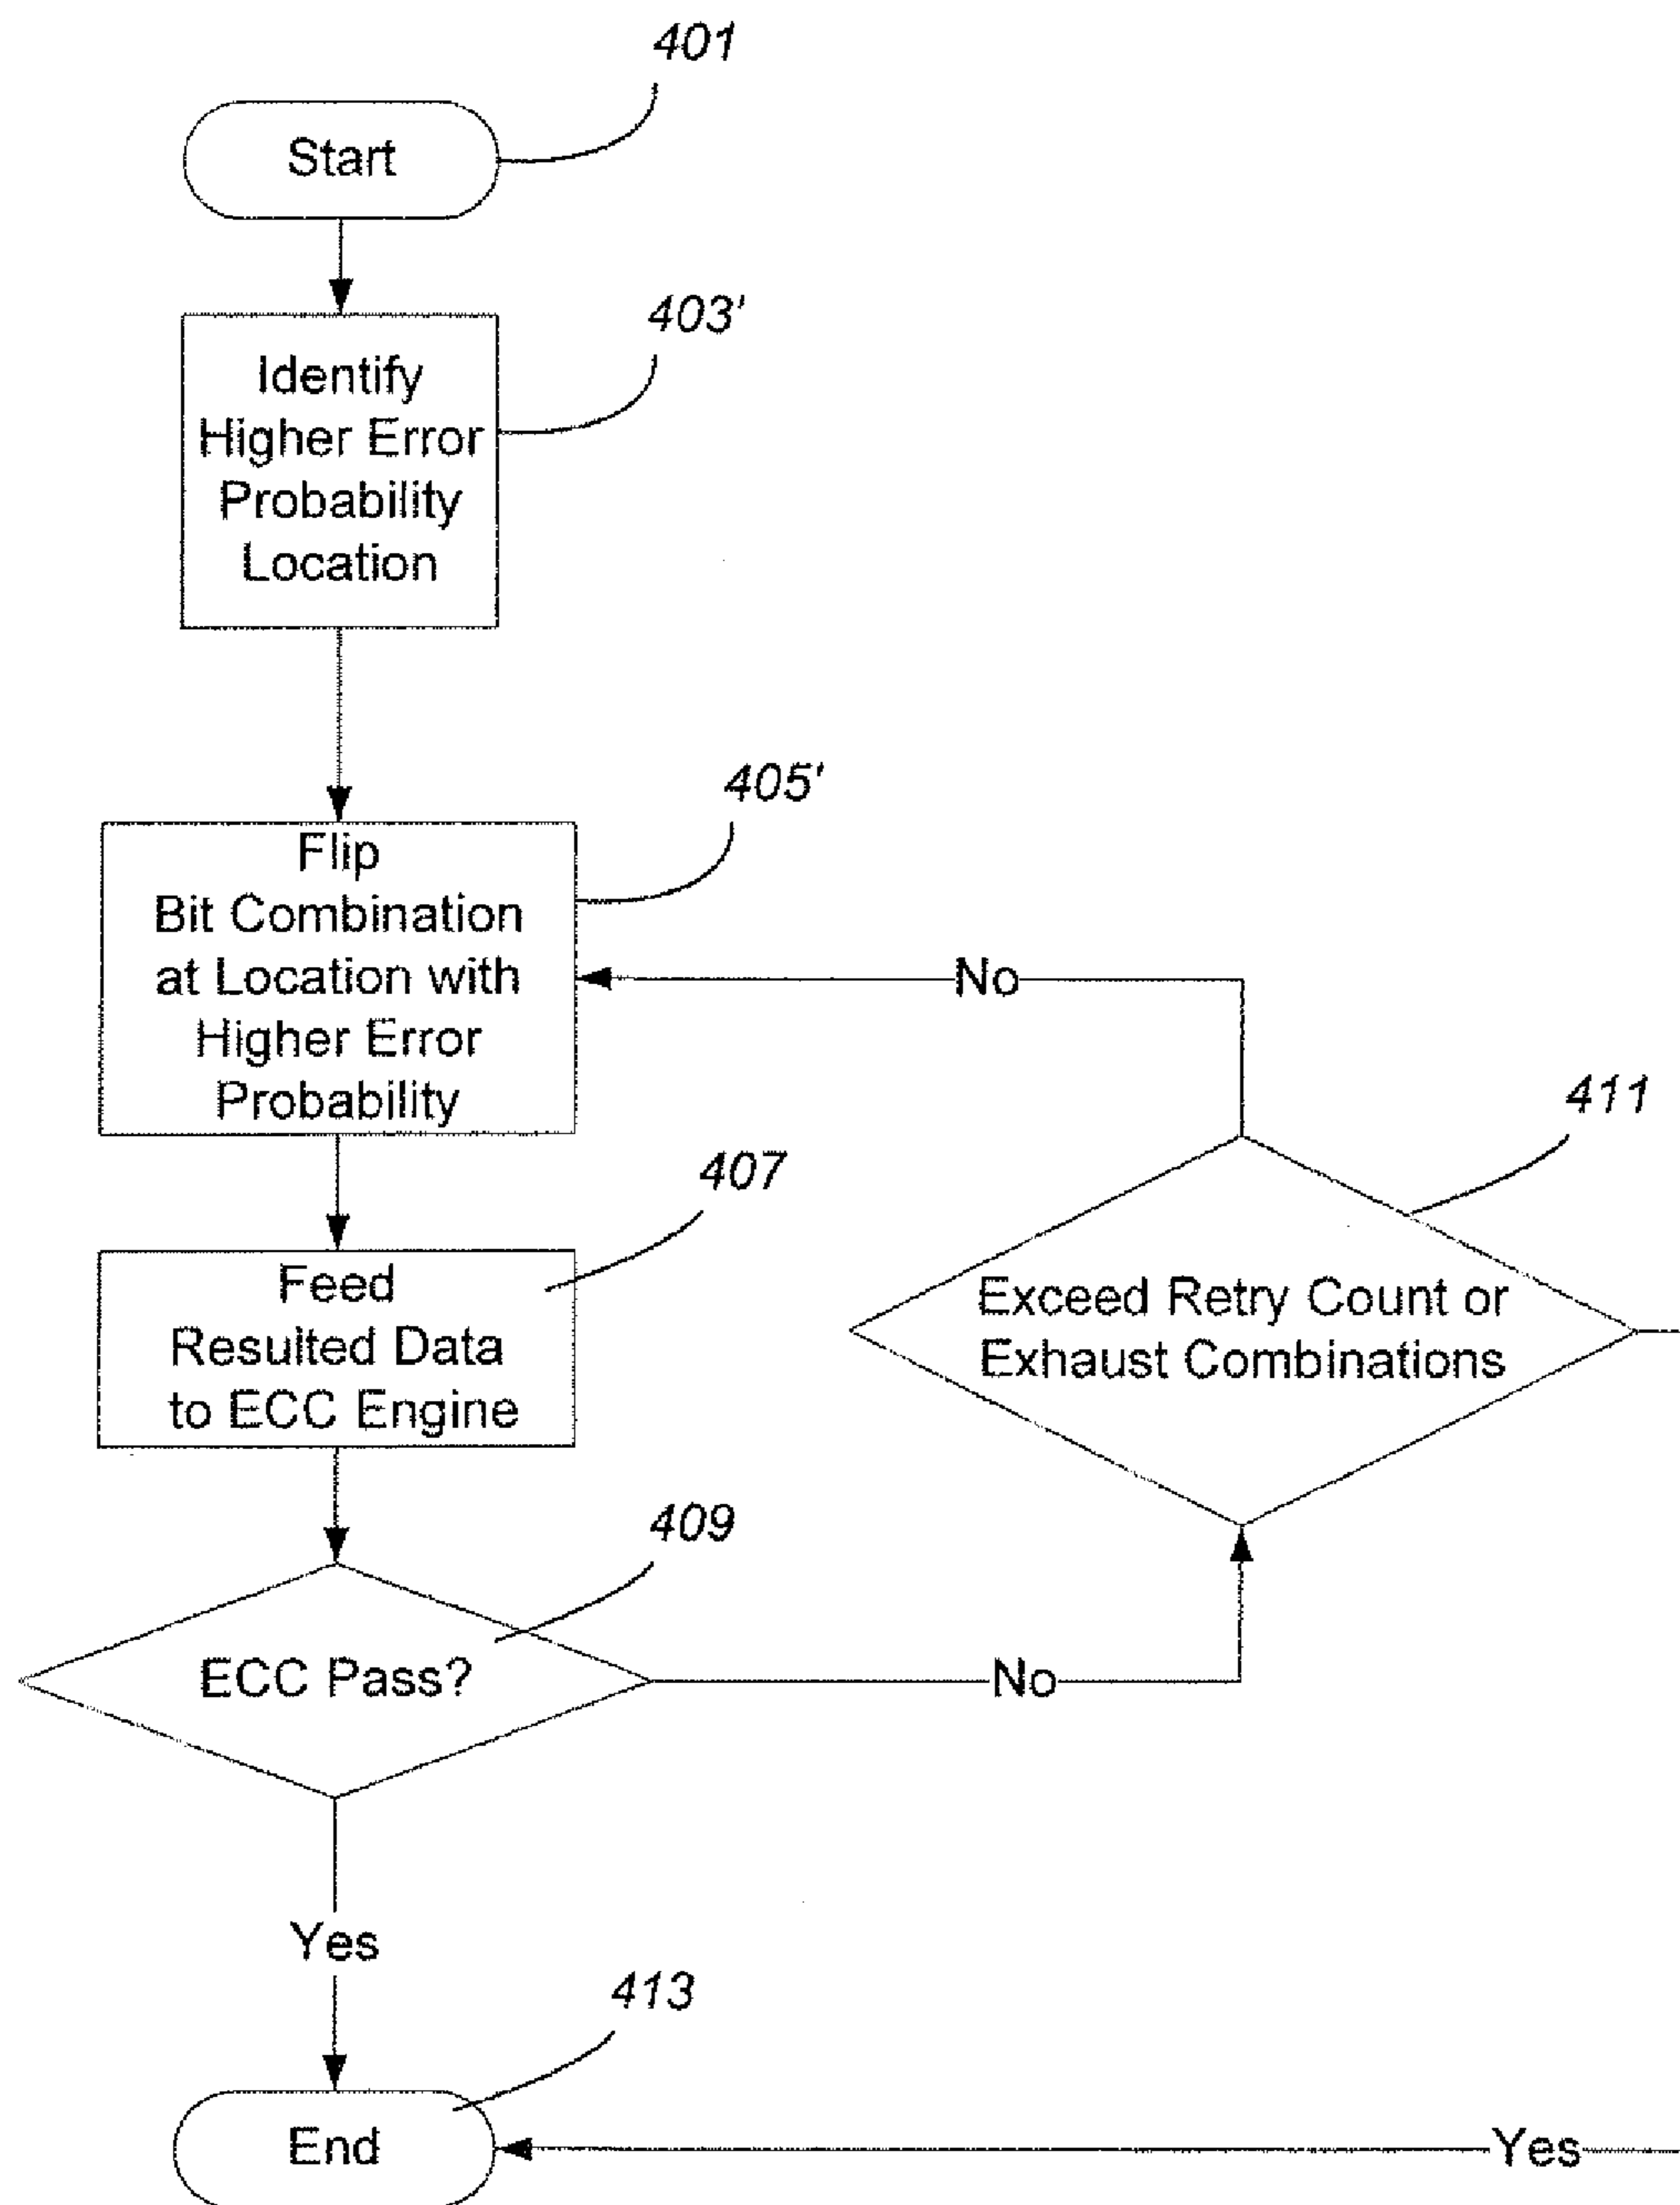 401
Start
403'
Identify
Higher Error
Probability
Location
405'
Flip
Bit Combination
at Location with
Higher Error
Probability
No
411
407
Feed
Resulted Data
to ECC Engine
Exceed Retry Count or
Exhaust Combinations
409
ECC Pass?
No
Yes
413
End
Yes